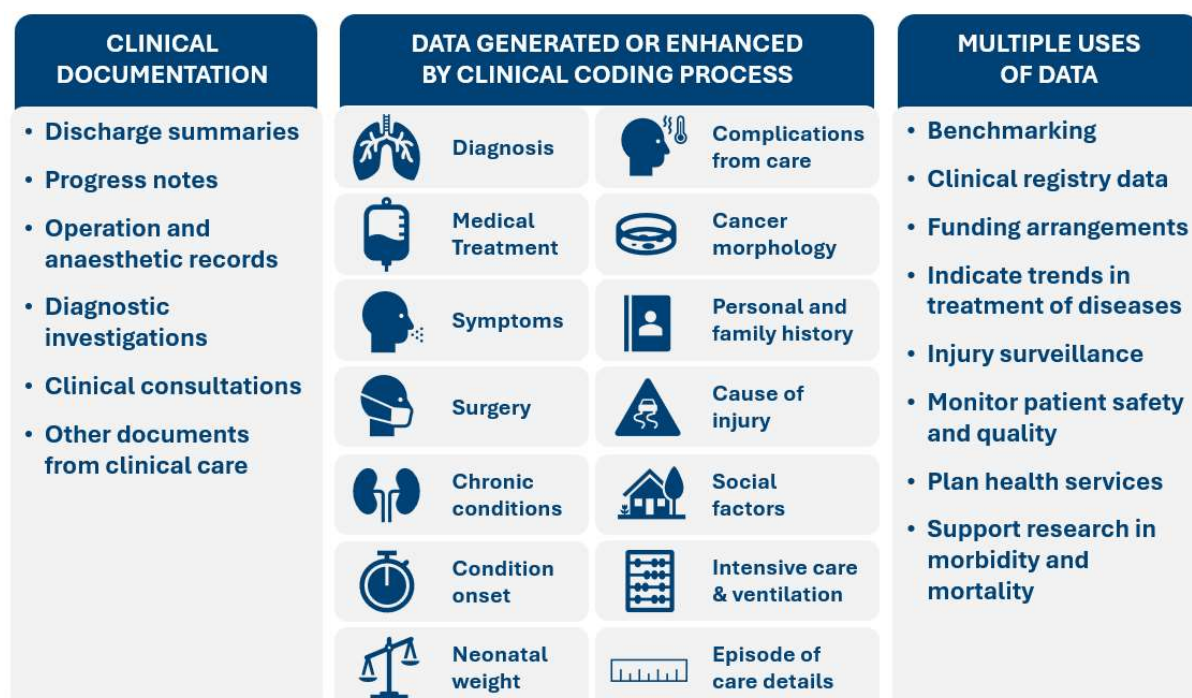 CLINICAL
DOCUMENTATION
• Discharge summaries
• Progress notes
• Operation and
anaesthetic records
• Diagnostic
investigations
• Clinical consultations
• Other documents
from clinical care
DATA GENERATED OR ENHANCED
BY CLINICAL CODING PROCESS
Diagnosis
Complications
from care
Medical
Treatment
Cancer
morphology
Symptoms
Personal and
family history
Surgery
Cause of
injury
Chronic
conditions
Social
factors
Condition
onset
Intensive care
& ventilation
Neonatal
weight
Episode of
care details
MULTIPLE USES
OF DATA
• Benchmarking
• Clinical registry data
• Funding arrangements
• Indicate trends in
treatment of diseases
• Injury surveillance
• Monitor patient safety
and quality
• Plan health services
• Support research in
morbidity and
mortality